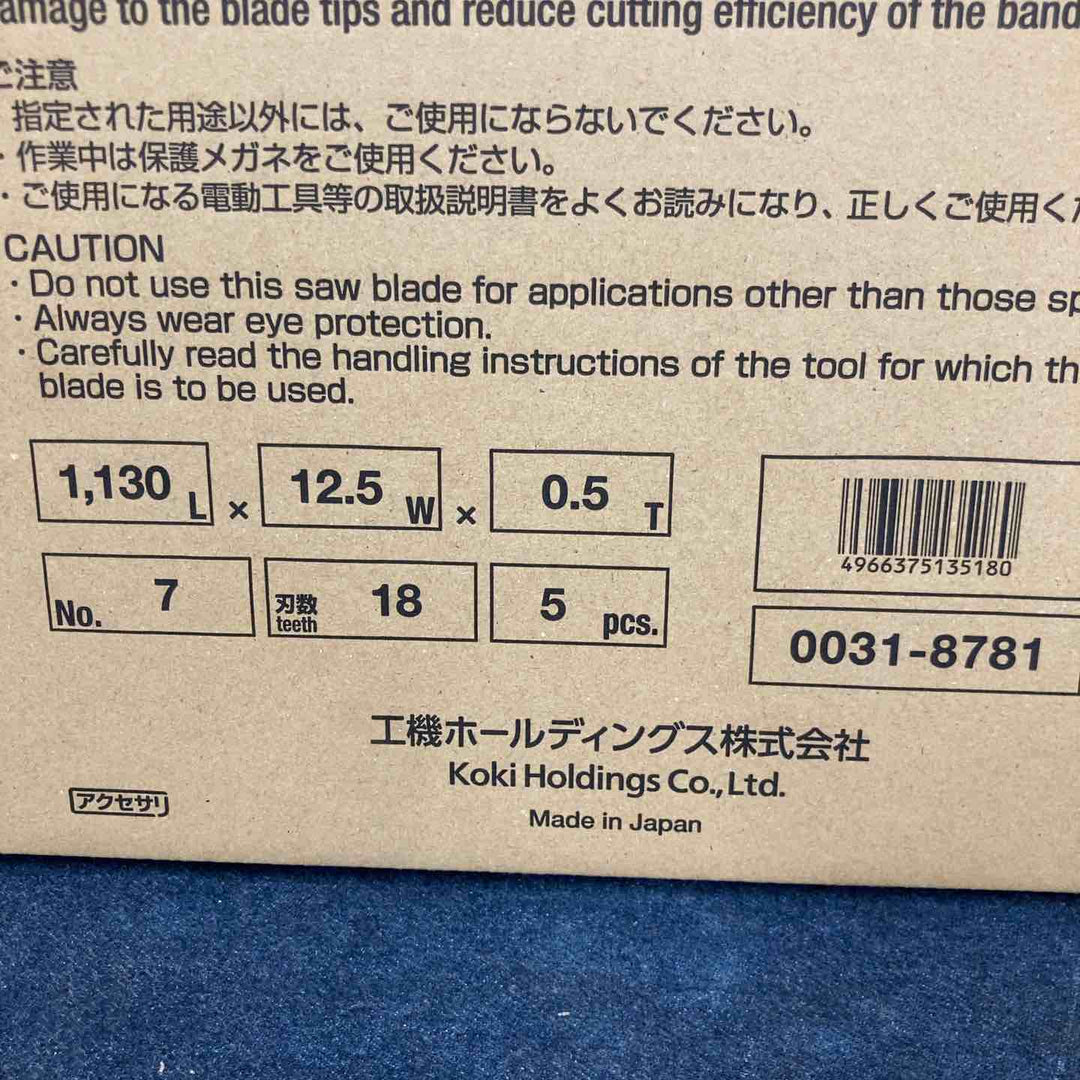 damage to the blade tips and reduce cutting efficiency of the band
ご注意
指定された用途以外には、ご使用にならないでください。
・作業中は保護メガネをご使用ください。
・ご使用になる電動工具等の取扱説明書をよくお読みになり、正しくご使用くだ
CAUTION
・Do not use this saw blade for applications other than those sp
・Always wear eye protection.
・Carefully read the handling instructions of the tool for which th
blade is to be used.
1,130 L × 12.5 W × 0.5 T
4966375135180
No. 7 刃数 teeth 18 5 pcs.
0031-8781
工機ホールディングス株式会社
Koki Holdings Co.,Ltd.
アクセサリ
Made in Japan